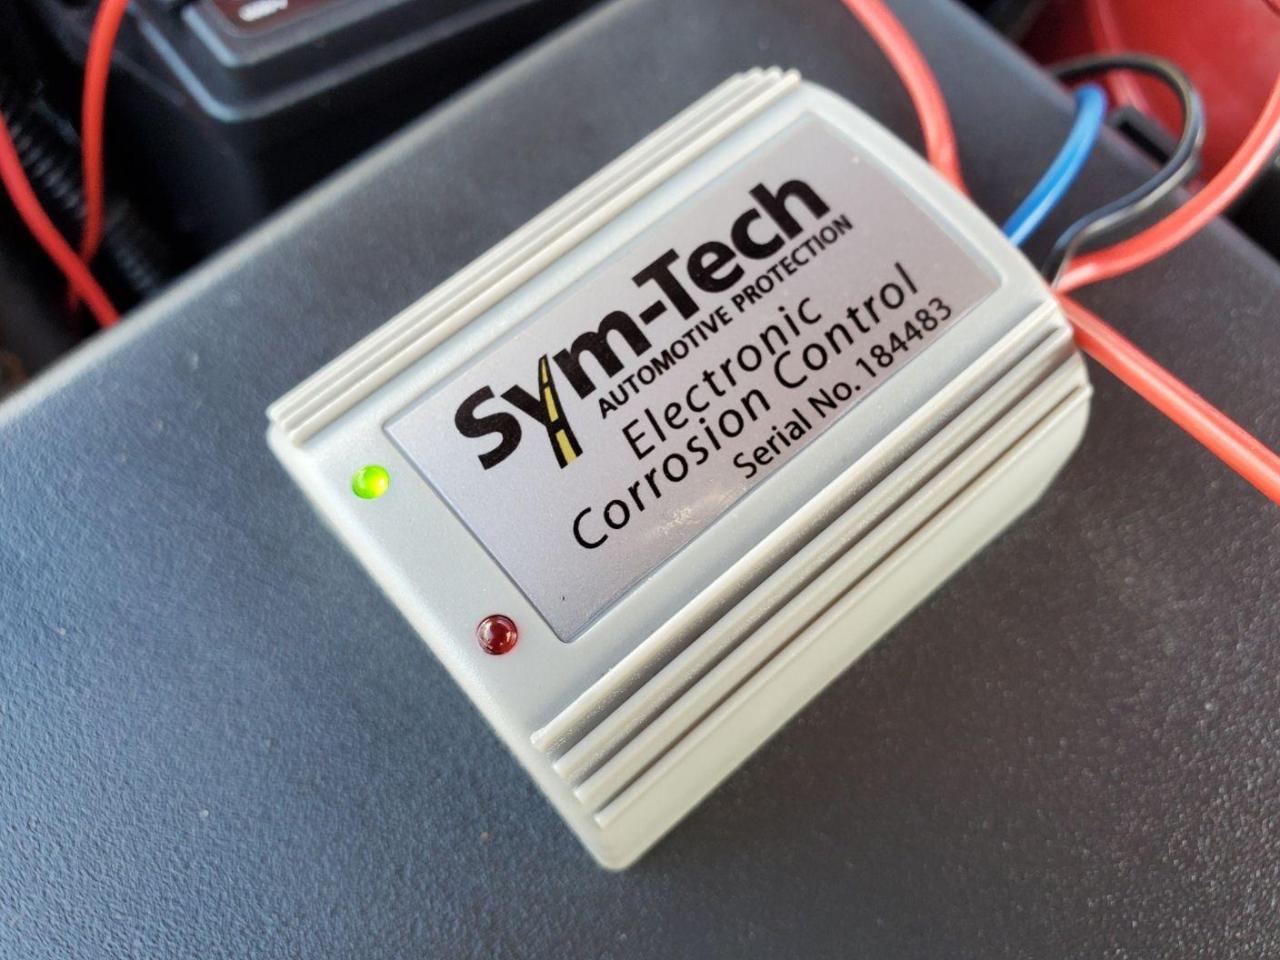 Sym-Tech
AUTOMOTIVE PROTECTION
Electronic
Corrosion Control
Serial No. 184483